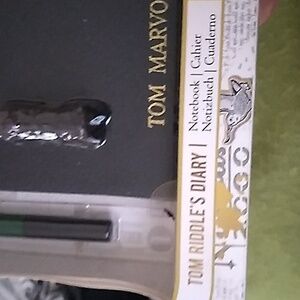 TOM MARVO
TOM RIDDLE'S DIARY |
Notebook | Cahier
Notizbuch | Cuaderno